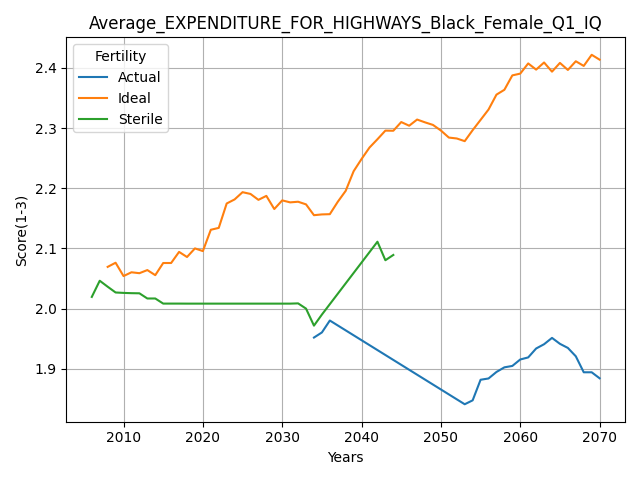 Average_EXPENDITURE_FOR_HIGHWAYS_Black_Female_Q1_IQ
Fertility
Actual
Ideal
Sterile
Score(1-3)
2.4
2.3
2.2
2.1
2.0
1.9
2010 2020 2030 2040 2050 2060 2070
Years